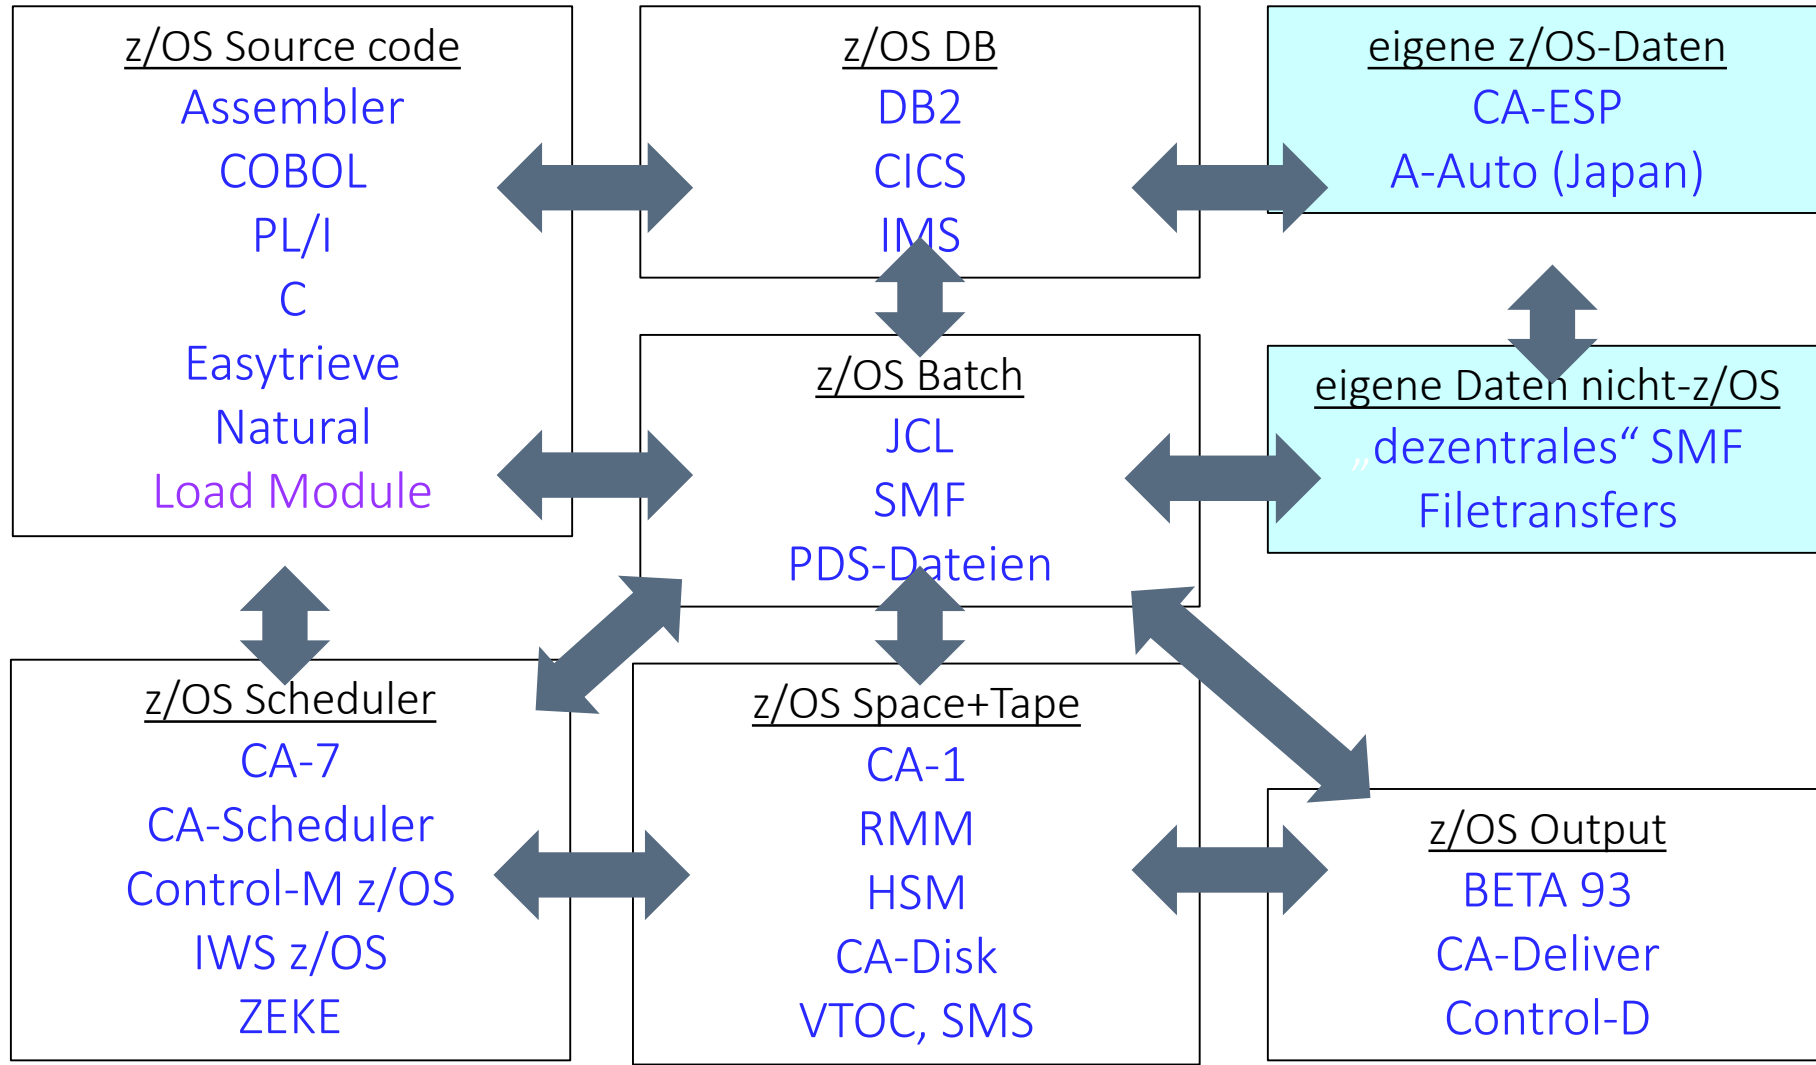 z/OS Source code
Assembler
COBOL
PL/I
C
Easytrieve
Natural
Load Module
z/OS DB
DB2
CICS
IMS
eigene z/OS-Daten
CA-ESP
A-Auto (Japan)
z/OS Batch
JCL
SMF
PDS-Dateien
eigene Daten nicht-z/OS
„dezentrales“ SMF
Filetransfers
z/OS Scheduler
CA-7
CA-Scheduler
Control-M z/OS
IWS z/OS
ZEKE
z/OS Space+Tape
CA-1
RMM
HSM
CA-Disk
VTOC, SMS
z/OS Output
BETA 93
CA-Deliver
Control-D